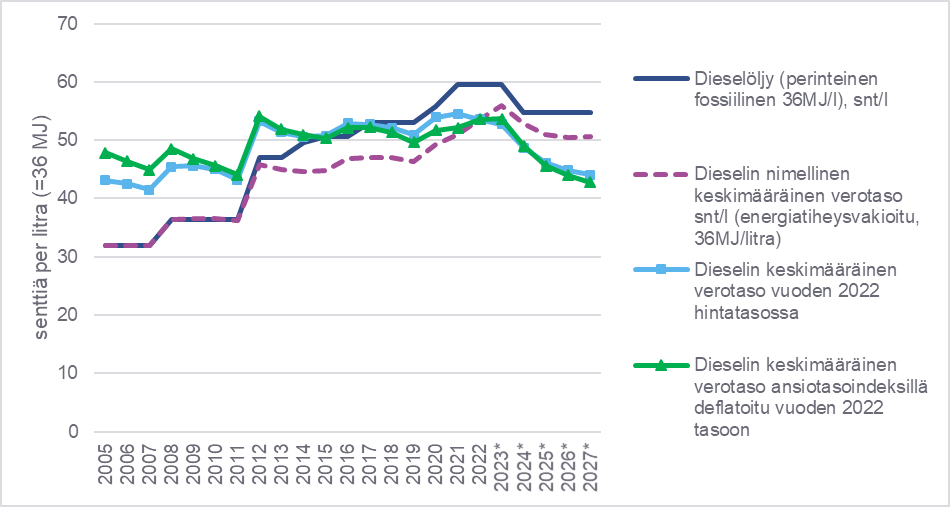 senttiä per litra (=36 MJ)
70
60
50
40
30
20
10
0
2005
2006
2007
2008
2009
2010
2011
2012
2013
2014
2015
2016
2017
2018
2019
2020
2021
2022
2023*
2024*
2025*
2026*
2027*
Dieselöljy (perinteinen
fossiilinen 36MJ/l), snt/l
Dieselin nimellinen
keskimääräinen verotaso
snt/l (energiatiheysvakioitu,
36MJ/litra)
Dieselin keskimääräinen
verotaso vuoden 2022
hintatasossa
Dieselin keskimääräinen
verotaso ansiotasoindeksillä
deflatoitu vuoden 2022
tasoon